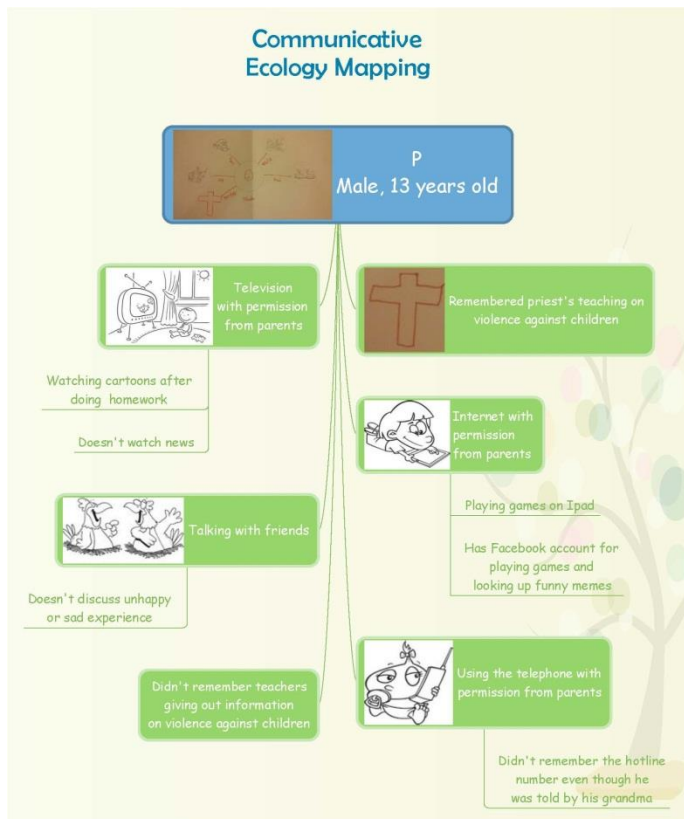 Communicative
Ecology Mapping
P
Male, 13 years old
Television
with permission
from parents
Watching cartoons after
doing homework
Doesn't watch news
Talking with friends
Doesn't discuss unhappy
or sad experience
Didn't remember teachers
giving out information
on violence against children
Remembered priest's teaching on
violence against children
Internet with
permission
from parents
Playing games on Ipad
Has Facebook account for
playing games and
looking up funny memes
Using the telephone with
permission from parents
Didn't remember the hotline
number even though he
was told by his grandma